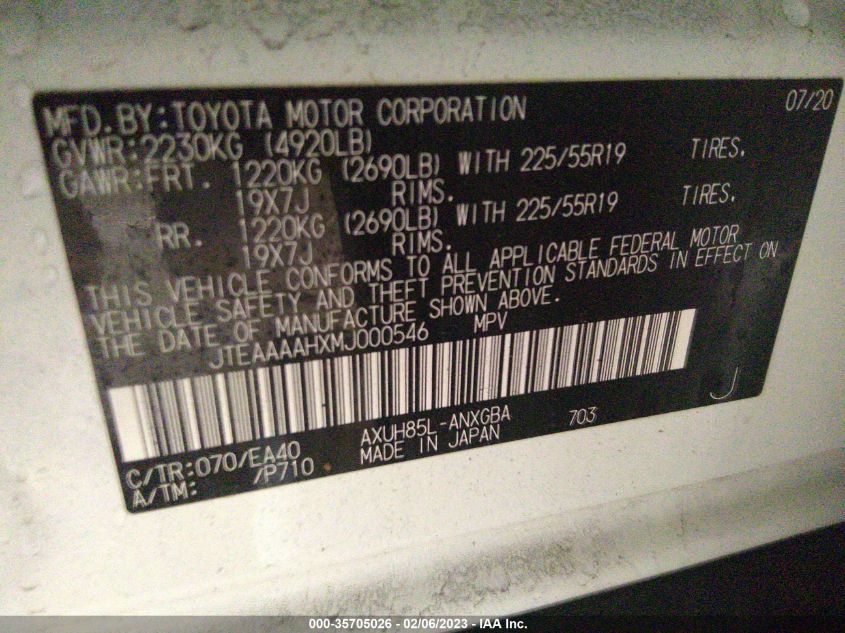 MFD. BY: TOYOTA MOTOR CORPORATION 07/20
GVWR: 2230KG (4920LB)
GAWR: FRT. 1220KG (2690LB) WITH 225/55R19 TIRES,
19X7J RIMS.
RR. 1220KG (2690LB) WITH 225/55R19 TIRES,
19X7J RIMS.
THIS VEHICLE CONFORMS TO ALL APPLICABLE FEDERAL MOTOR
VEHICLE SAFETY AND THEFT PREVENTION STANDARDS IN EFFECT ON
THE DATE OF MANUFACTURE SHOWN ABOVE.
JTEAAAAHXMJ000546 MPV
C/TR: 070/EA40 AXUH85L-ANXGBA 703 J
A/TM: /P710 MADE IN JAPAN
000-35705026 - 02/06/2023 - IAA Inc.